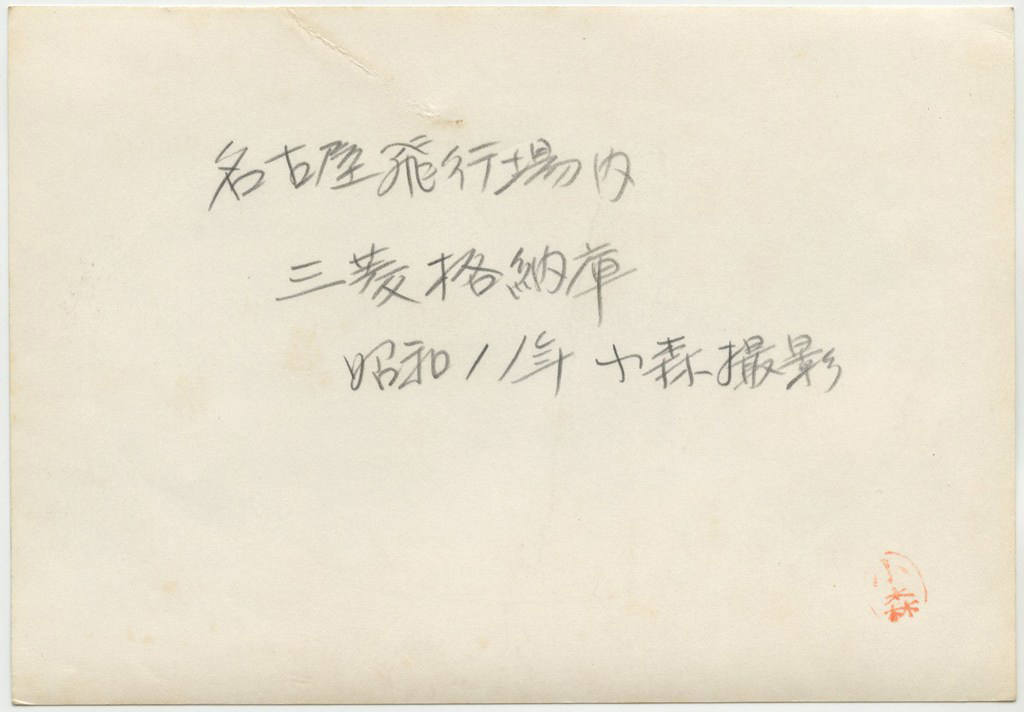 名古屋飛行場内
三菱格納庫
昭和11年 小森撮影
小森